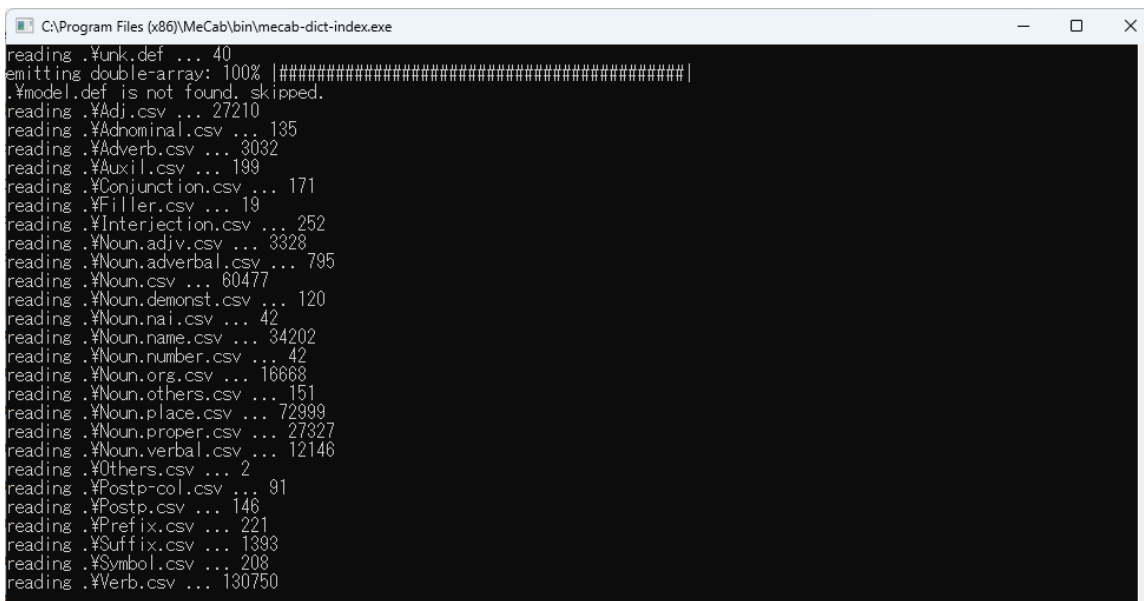 C:\Program Files (x86)\MeCab\bin\mecab-dict-index.exe
reading .¥unk.def ... 40
emitting double-array: 100% |###########################################|
.¥model.def is not found. skipped.
reading .¥Adj.csv ... 27210
reading .¥Adnominal.csv ... 135
reading .¥Adverb.csv ... 3032
reading .¥Auxil.csv ... 199
reading .¥Conjunction.csv ... 171
reading .¥Filler.csv ... 19
reading .¥Interjection.csv ... 252
reading .¥Noun.adjv.csv ... 3328
reading .¥Noun.adverbal.csv ... 795
reading .¥Noun.csv ... 60477
reading .¥Noun.demonst.csv ... 120
reading .¥Noun.nai.csv ... 42
reading .¥Noun.name.csv ... 34202
reading .¥Noun.number.csv ... 42
reading .¥Noun.org.csv ... 16668
reading .¥Noun.others.csv ... 151
reading .¥Noun.place.csv ... 72999
reading .¥Noun.proper.csv ... 27327
reading .¥Noun.verbal.csv ... 12146
reading .¥Others.csv ... 2
reading .¥Postp-col.csv ... 91
reading .¥Postp.csv ... 146
reading .¥Prefix.csv ... 221
reading .¥Suffix.csv ... 1393
reading .¥Symbol.csv ... 208
reading .¥Verb.csv ... 130750